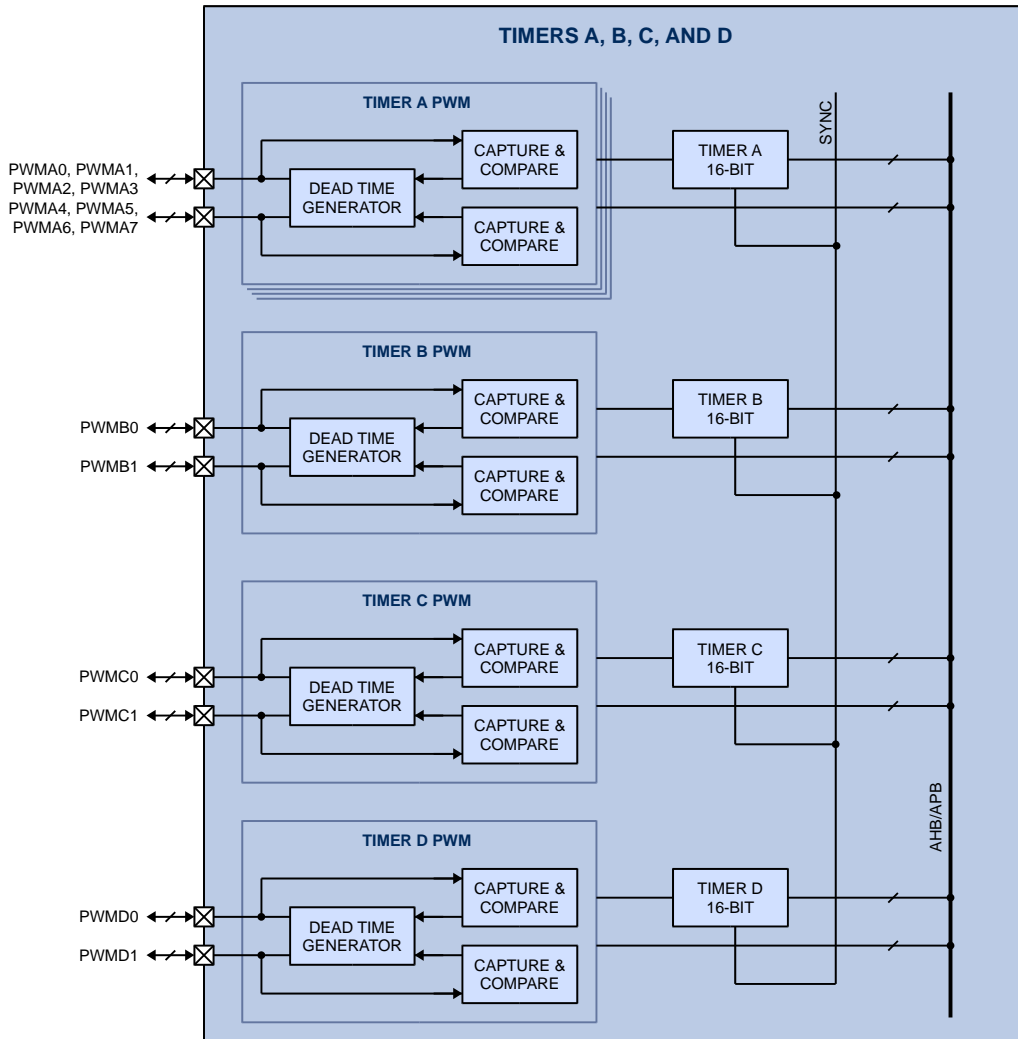 TIMERS A, B, C, AND D
TIMER A PWM
SYNC
CAPTURE &
COMPARE
TIMER A
16-BIT
PWMA0, PWMA1,
PWMA2, PWMA3
DEAD TIME
GENERATOR
PWMA4, PWMA5,
PWMA6, PWMA7
CAPTURE &
COMPARE
TIMER B PWM
CAPTURE &
COMPARE
TIMER B
16-BIT
PWMB0
DEAD TIME
GENERATOR
PWMB1
CAPTURE &
COMPARE
TIMER C PWM
CAPTURE &
COMPARE
TIMER C
16-BIT
PWMC0
DEAD TIME
GENERATOR
PWMC1
CAPTURE &
COMPARE
AHB/APB
TIMER D PWM
CAPTURE &
COMPARE
TIMER D
16-BIT
PWMD0
DEAD TIME
GENERATOR
PWMD1
CAPTURE &
COMPARE